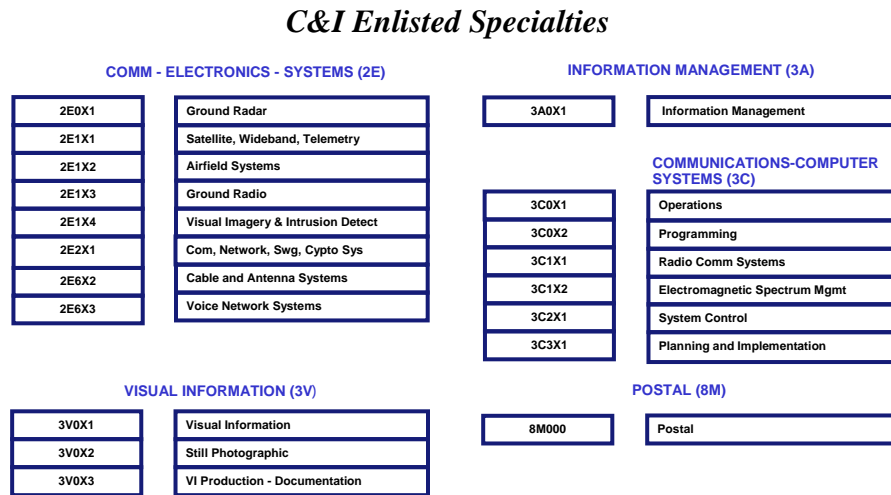 C&I Enlisted Specialties
COMM - ELECTRONICS - SYSTEMS (2E)
2E0X1 Ground Radar
2E1X1 Satellite, Wideband, Telemetry
2E1X2 Airfield Systems
2E1X3 Ground Radio
2E1X4 Visual Imagery & Intrusion Detect
2E2X1 Com, Network, Swg, Cypto Sys
2E6X2 Cable and Antenna Systems
2E6X3 Voice Network Systems
INFORMATION MANAGEMENT (3A)
3A0X1 Information Management
COMMUNICATIONS-COMPUTER
SYSTEMS (3C)
3C0X1 Operations
3C0X2 Programming
3C1X1 Radio Comm Systems
3C1X2 Electromagnetic Spectrum Mgmt
3C2X1 System Control
3C3X1 Planning and Implementation
VISUAL INFORMATION (3V)
3V0X1 Visual Information
3V0X2 Still Photographic
3V0X3 VI Production - Documentation
POSTAL (8M)
8M000 Postal